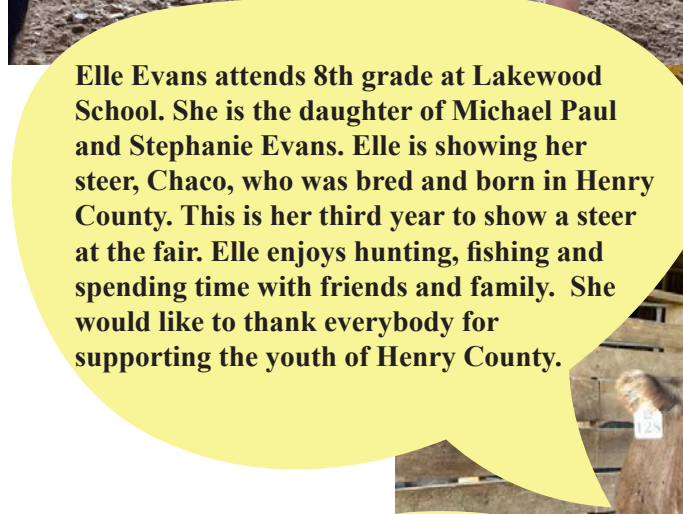 Elle Evans attends 8th grade at Lakewood
School. She is the daughter of Michael Paul
and Stephanie Evans. Elle is showing her
steer, Chaco, who was bred and born in Henry
County. This is her third year to show a steer
at the fair. Elle enjoys hunting, fishing and
spending time with friends and family.  She
would like to thank everybody for
supporting the youth of Henry County.
128